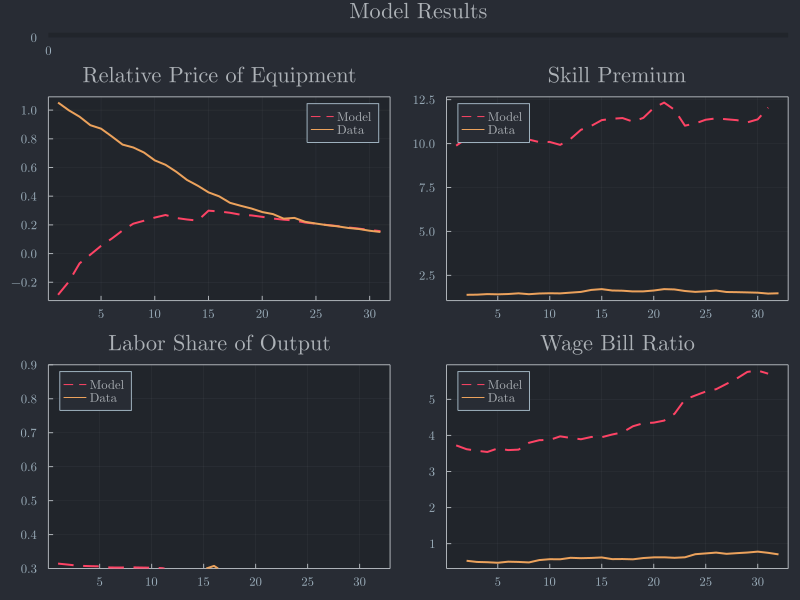 Model Results
0
0
Relative Price of Equipment
1.0
0.8
0.6
0.4
0.2
0.0
−0.2
5 10 15 20 25 30
Model
Data
Skill Premium
12.5
10.0
7.5
5.0
2.5
5 10 15 20 25 30
Model
Data
Labor Share of Output
0.9
0.8
0.7
0.6
0.5
0.4
0.3
5 10 15 20 25 30
Model
Data
Wage Bill Ratio
5
4
3
2
1
5 10 15 20 25 30
Model
Data